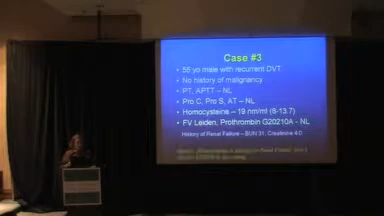 Case #3
• 55 yo male with recurrent DVT
• No history of malignancy
• PT, APTT – NL
• Pro C, Pro S, AT – NL
• Homocysteine – 19 nm/ml (8-13.7)
• FV Leiden, Prothrombin G20210A - NL
History of Renal Failure – BUN 31, Creatinine 4.0